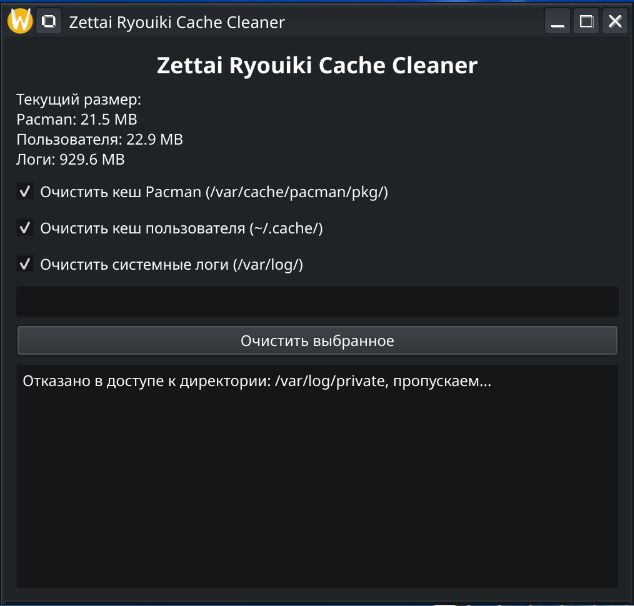 Zettai Ryouiki Cache Cleaner
Zettai Ryouiki Cache Cleaner
Текущий размер:
Pacman: 21.5 MB
Пользователя: 22.9 MB
Логи: 929.6 MB
Очистить кеш Pacman (/var/cache/pacman/pkg/)
Очистить кеш пользователя (~/.cache/)
Очистить системные логи (/var/log/)
Очистить выбранное
Отказано в доступе к директории: /var/log/private, пропускаем...